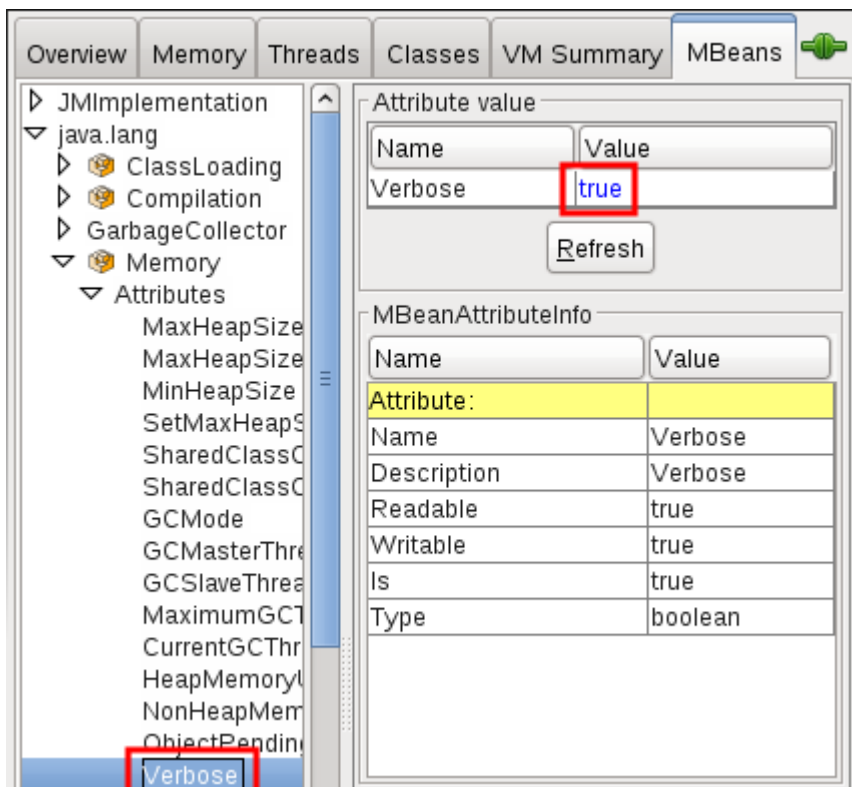 Overview Memory Threads Classes VM Summary MBeans
JMImplementation
java.lang
ClassLoading
Compilation
GarbageCollector
Memory
Attributes
MaxHeapSize
MaxHeapSize
MinHeapSize
SetMaxHeapS
SharedClassC
SharedClassC
GCMode
GCMasterThre
GCSlaveThrea
MaximumGCT
CurrentGCThr
HeapMemoryU
NonHeapMem
ObjectPending
Verbose
Attribute value
Name Value
Verbose true
Refresh
MBeanAttributeInfo
Name Value
Attribute:
Name Verbose
Description Verbose
Readable true
Writable true
Is true
Type boolean